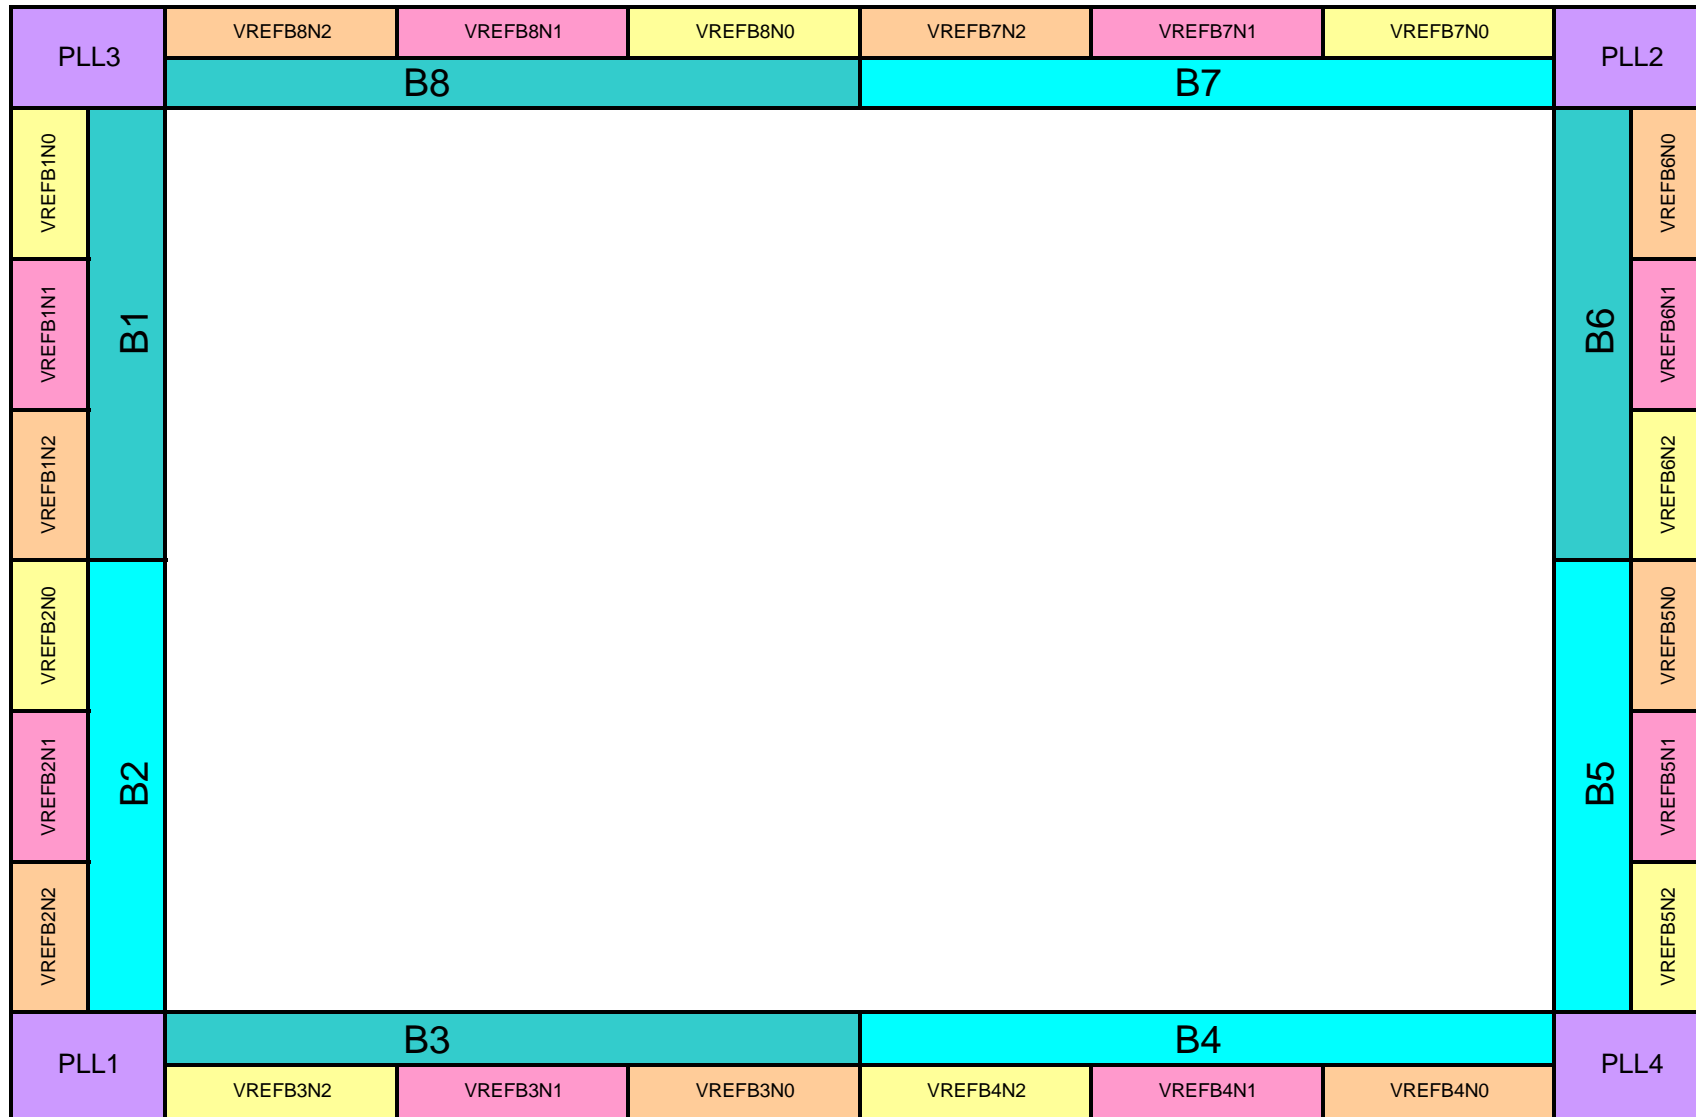 PLL3
VREFB8N2
VREFB8N1
VREFB8N0
VREFB7N2
VREFB7N1
VREFB7N0
PLL2
B8
B7
VREFB1N0
VREFB1N1
VREFB1N2
B1
B6
VREFB6N0
VREFB6N1
VREFB6N2
VREFB2N0
VREFB2N1
VREFB2N2
B2
B5
VREFB5N0
VREFB5N1
VREFB5N2
PLL1
B3
B4
PLL4
VREFB3N2
VREFB3N1
VREFB3N0
VREFB4N2
VREFB4N1
VREFB4N0